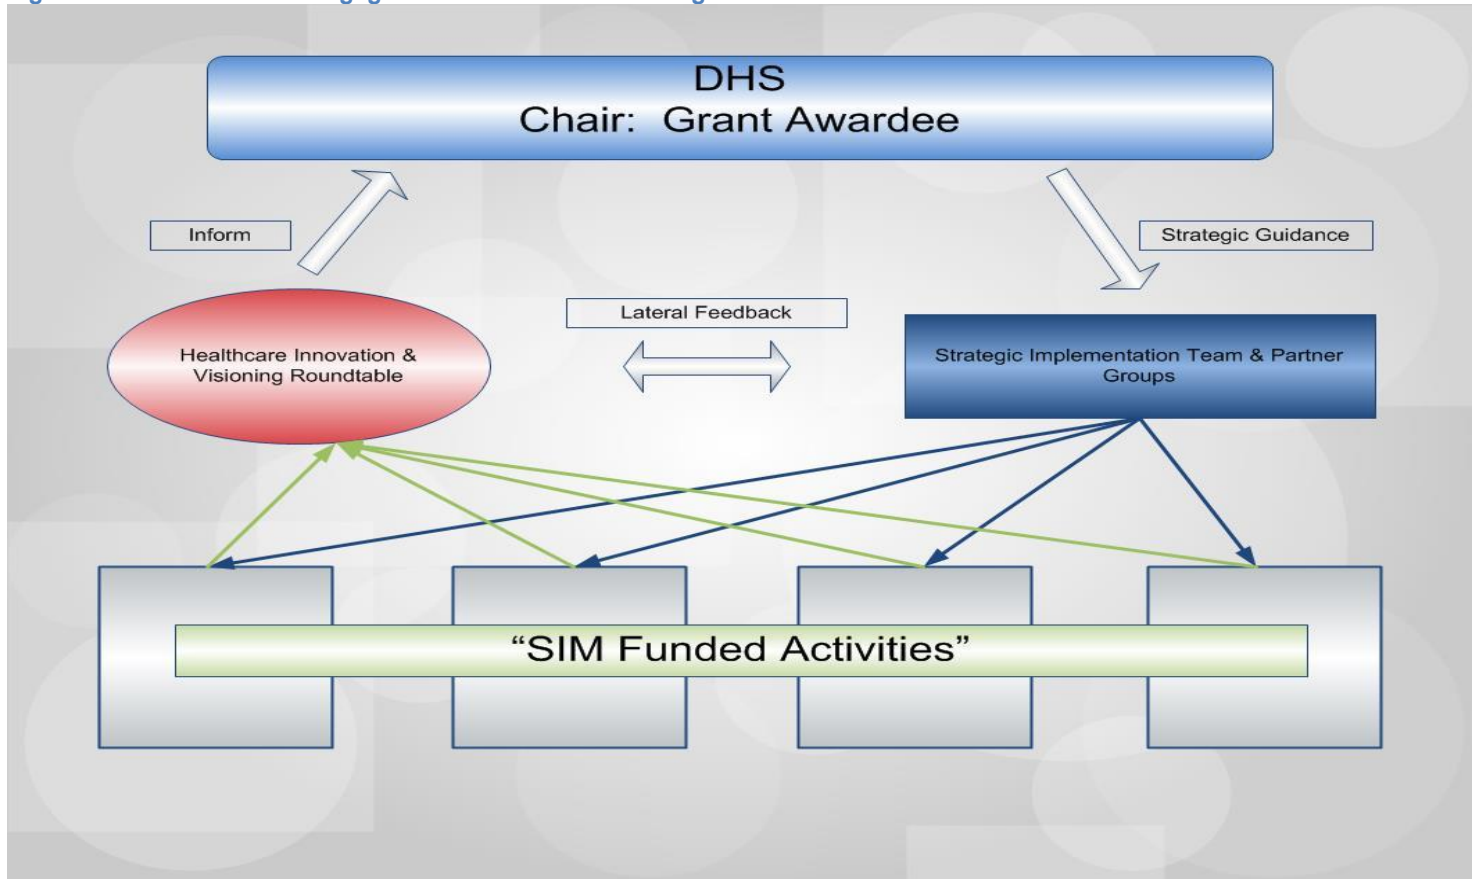 DHS
Chair: Grant Awardee
Inform
Strategic Guidance
Lateral Feedback
Healthcare Innovation &
Visioning Roundtable
Strategic Implementation Team & Partner
Groups
“SIM Funded Activities”